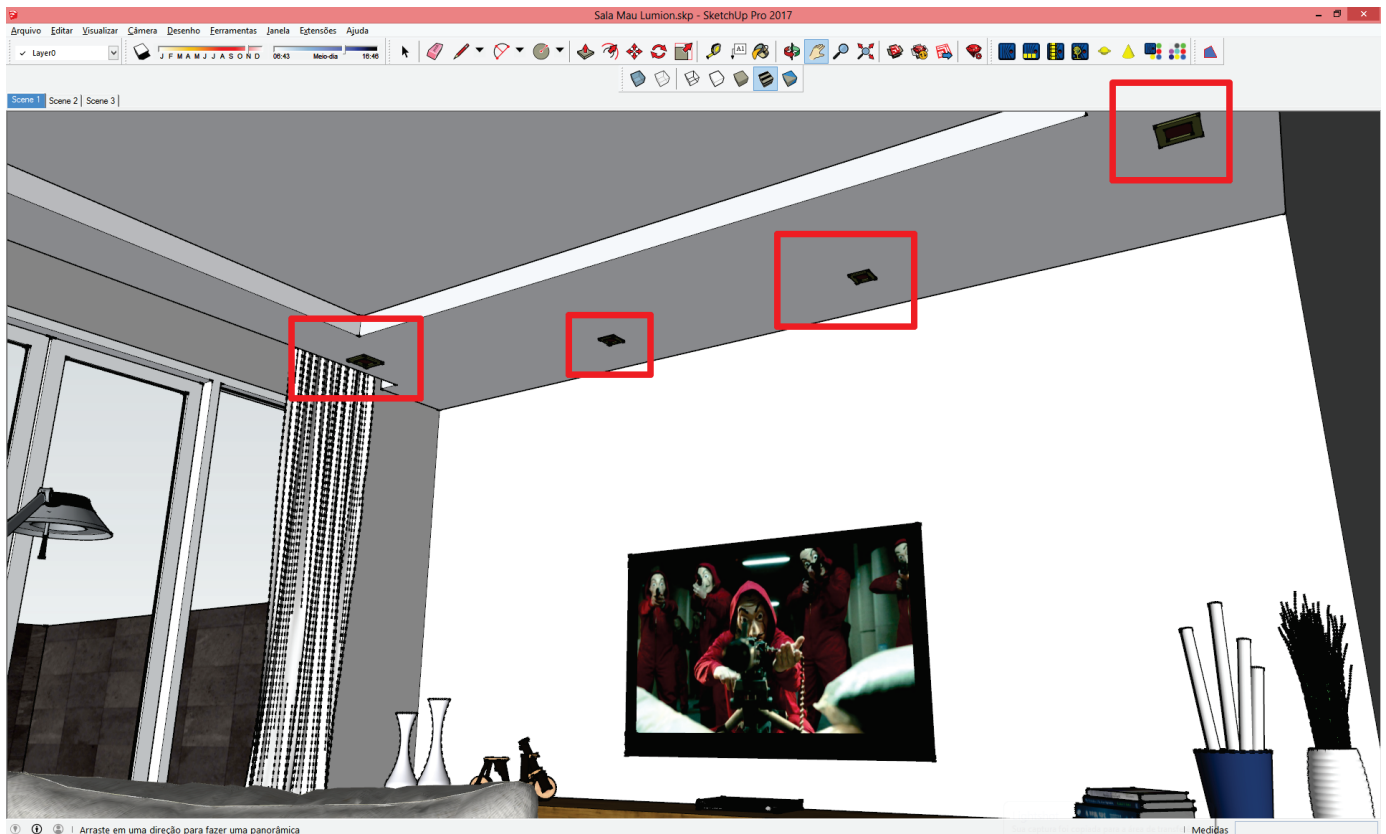 Sala Mau Lumion.skp - SketchUp Pro 2017
Arquivo Editar Visualizar Câmera Desenho Ferramentas Janela Extensões Ajuda
Layer0 J F M A M J J A S O N D 06:43 Meio-dia 16:46
Scene 1 Scene 2 Scene 3
Arraste em uma direção para fazer uma panorâmica Medidas